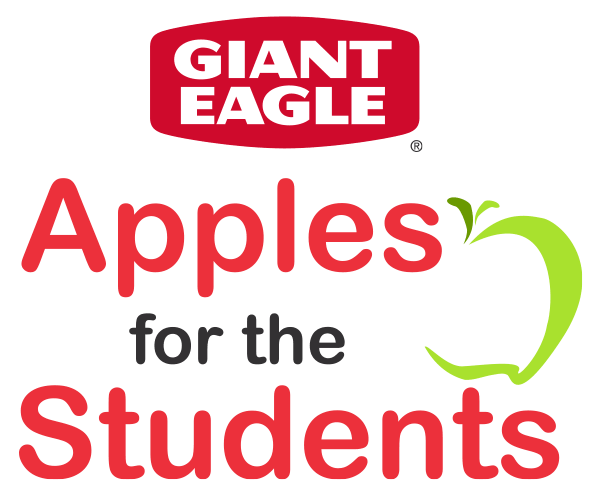 GIANT
EAGLE
®
Apples
for the
Students